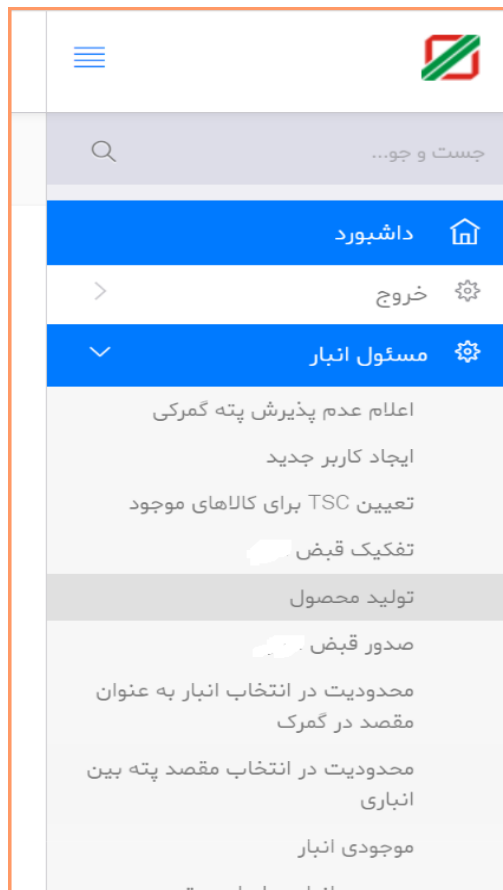 جست و جو...
داشبورد
خروج
مسئول انبار
اعلام عدم پذیرش پته گمرکی
ایجاد کاربر جدید
تعیین TSC برای کالاهای موجود
تفکیک قبض
تولید محصول
صدور قبض
محدودیت در انتخاب انبار به عنوان
مقصد در گمرک
محدودیت در انتخاب مقصد پته بین
انباری
موجودی انبار